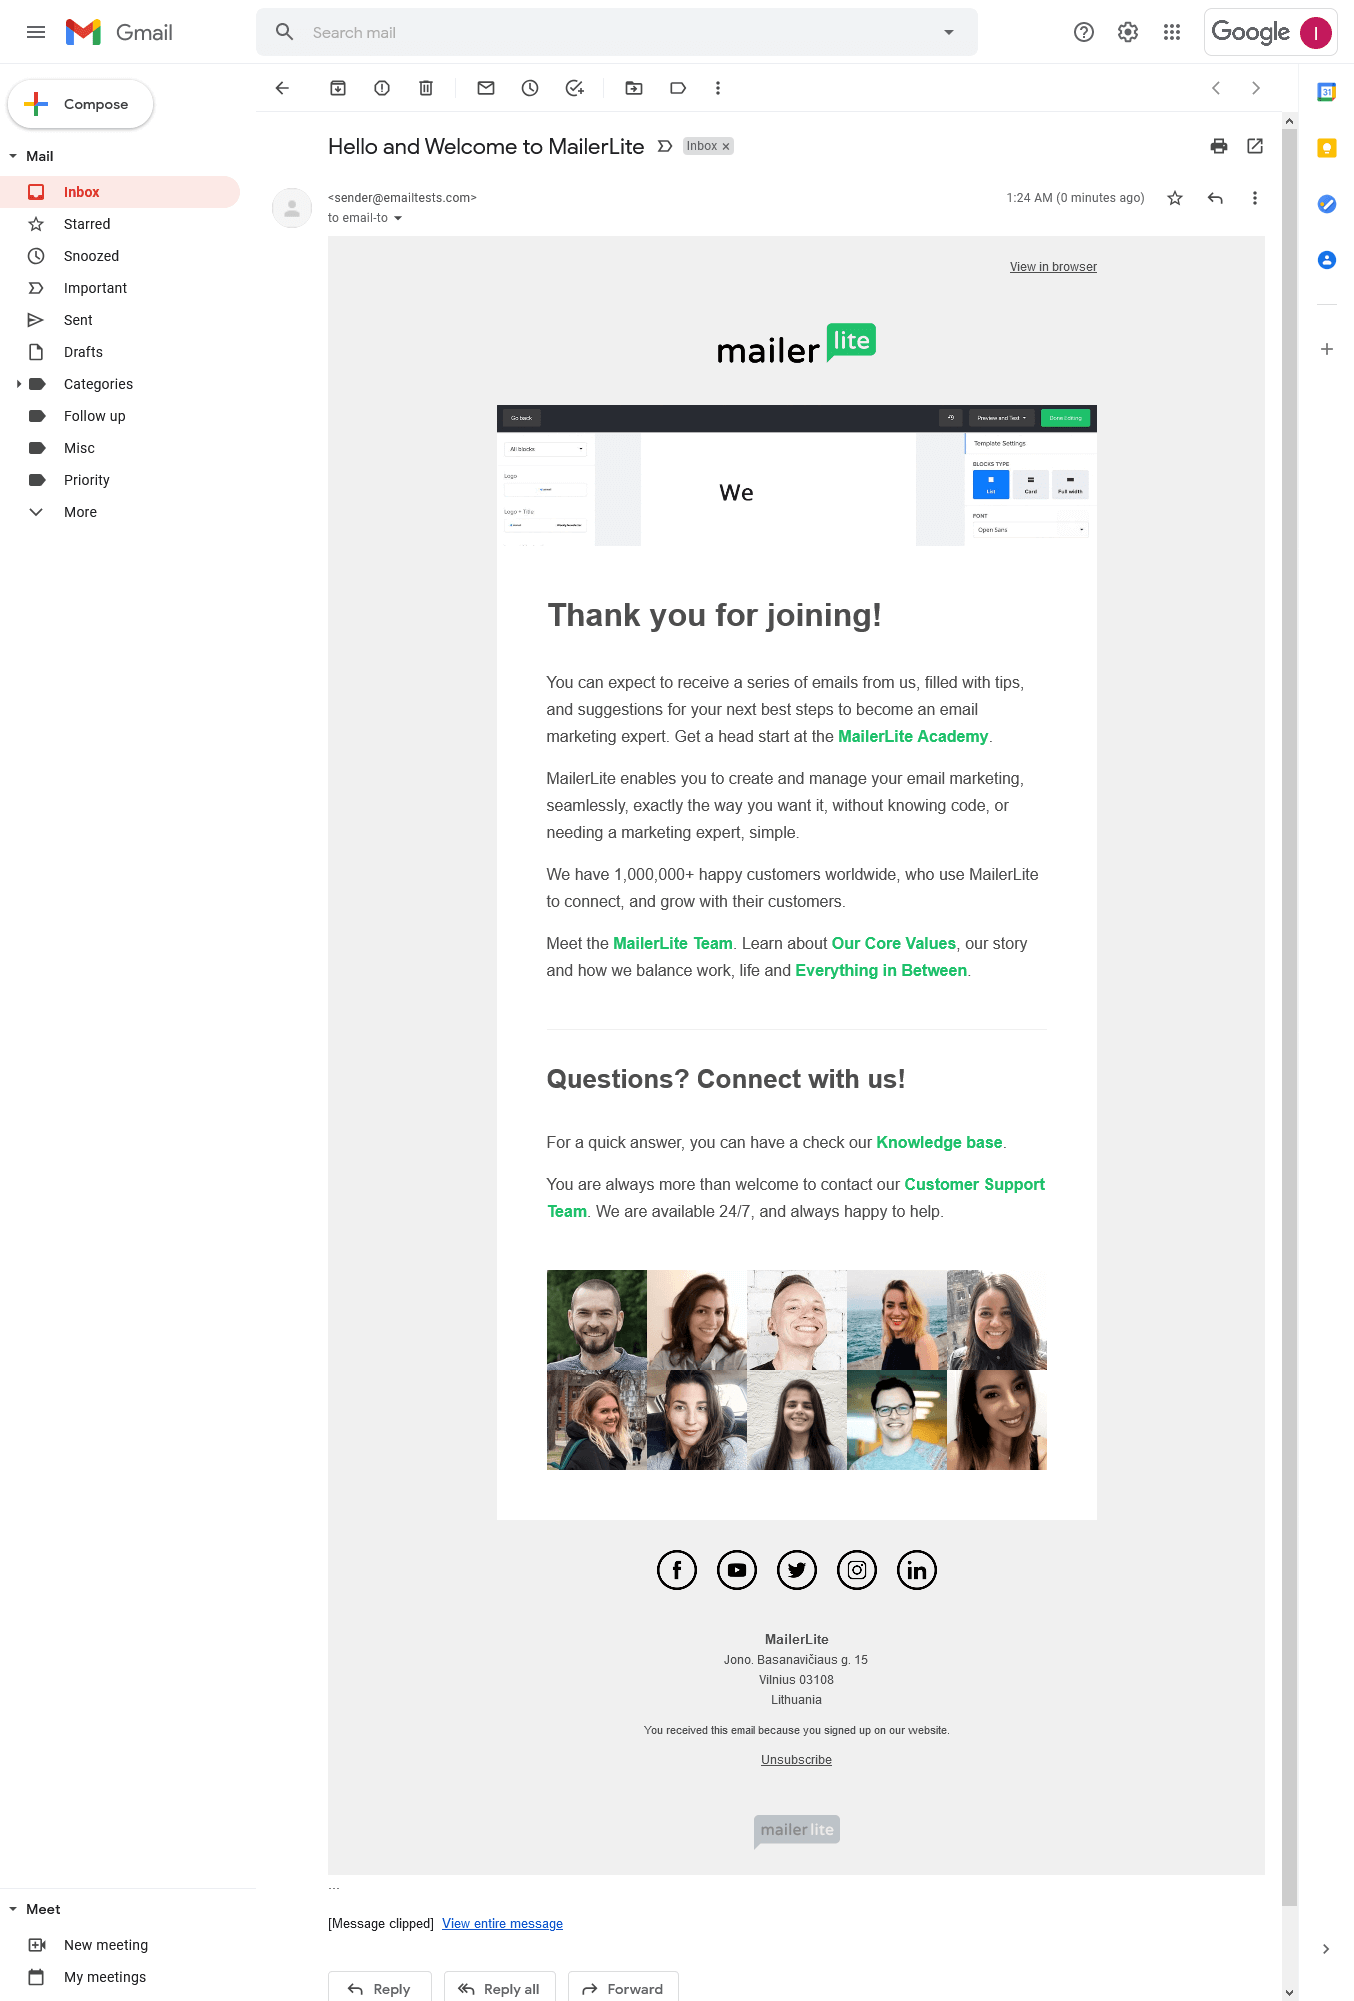 Gmail
Search mail
Google
I
Compose
Mail
Inbox
Starred
Snoozed
Important
Sent
Drafts
Categories
Follow up
Misc
Priority
More
Hello and Welcome to MailerLite
Inbox ×
<sender@emailtests.com>
1:24 AM (0 minutes ago)
to email-to
View in browser
mailer lite
Go back
Preview and Test
Done Editing
All blocks
Template Settings
Logo
BLOCKS TYPE
List
Card
Full width
We
Logo + Title
FONT
Open Sans
Thank you for joining!
You can expect to receive a series of emails from us, filled with tips,
and suggestions for your next best steps to become an email
marketing expert. Get a head start at the MailerLite Academy.
MailerLite enables you to create and manage your email marketing,
seamlessly, exactly the way you want it, without knowing code, or
needing a marketing expert, simple.
We have 1,000,000+ happy customers worldwide, who use MailerLite
to connect, and grow with their customers.
Meet the MailerLite Team. Learn about Our Core Values, our story
and how we balance work, life and Everything in Between.
Questions? Connect with us!
For a quick answer, you can have a check our Knowledge base.
You are always more than welcome to contact our Customer Support
Team. We are available 24/7, and always happy to help.
MailerLite
Jono. Basanavičiaus g. 15
Vilnius 03108
Lithuania
You received this email because you signed up on our website.
Unsubscribe
mailer lite
...
[Message clipped] View entire message
Reply
Reply all
Forward
Meet
New meeting
My meetings
31